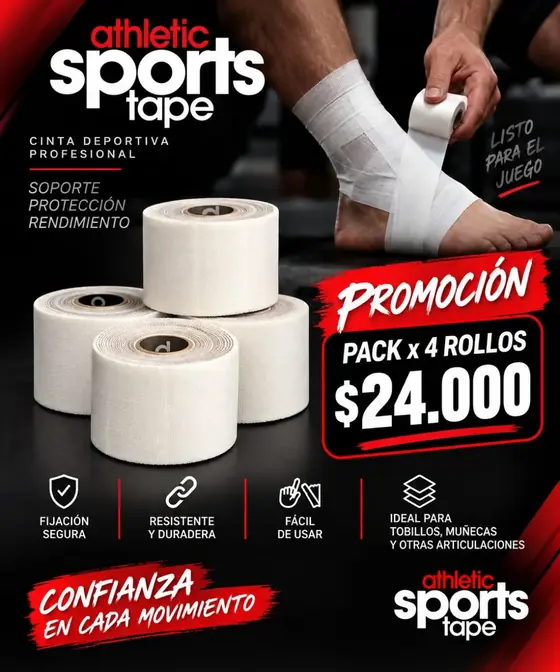 athletic
sports
tape
CINTA DEPORTIVA
PROFESIONAL
SOPORTE
PROTECCIÓN
RENDIMIENTO
LISTO
PARA EL
JUEGO
PROMOCIÓN
PACK x 4 ROLLOS
$24.000
FIJACIÓN
SEGURA
RESISTENTE
Y DURADERA
FÁCIL
DE USAR
IDEAL PARA
TOBILLOS, MUÑECAS
Y OTRAS ARTICULACIONES
CONFIANZA
EN CADA MOVIMIENTO
athletic
sports
tape